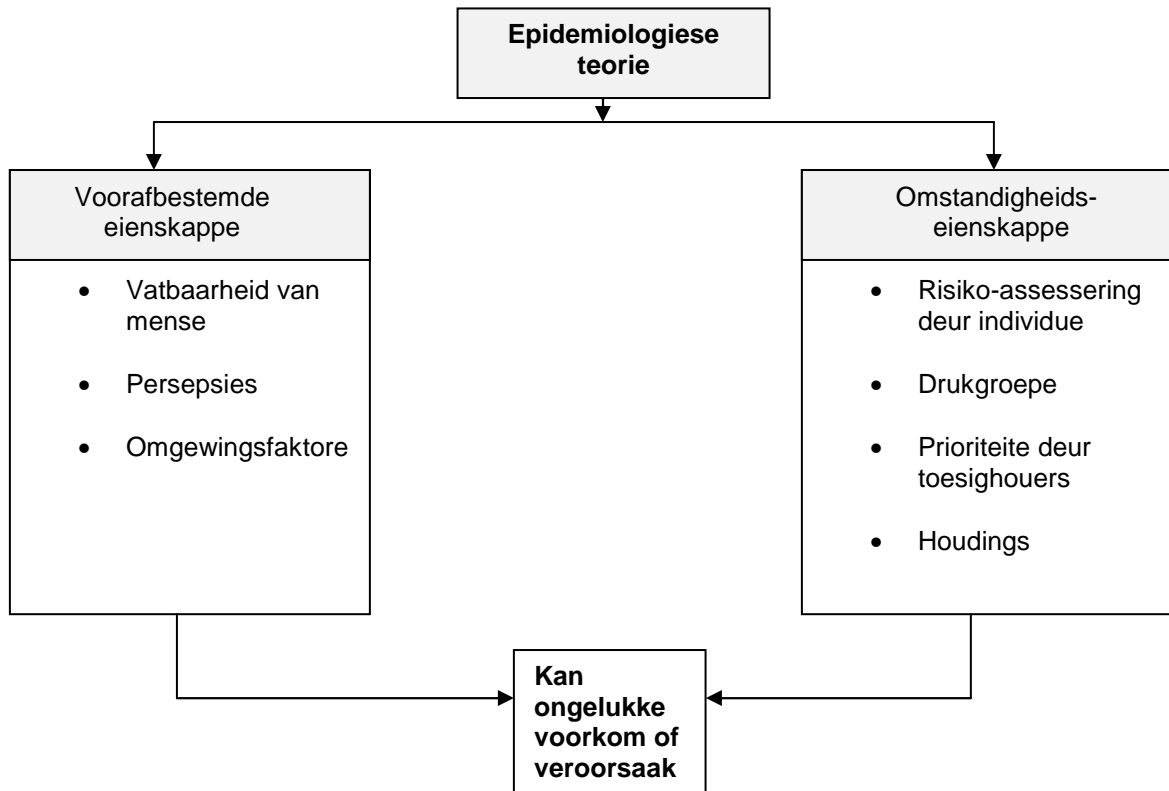 Epidemiologiese
teorie
Voorafbestemde
eienskappe
• Vatbaarheid van
mense
• Persepsies
• Omgewingsfaktore
Omstandigheids-
eienskappe
• Risiko-assessering
deur individue
• Drukgroepe
• Prioriteite deur
toesighouers
• Houdings
Kan
ongelukke
voorkom of
veroorsaak